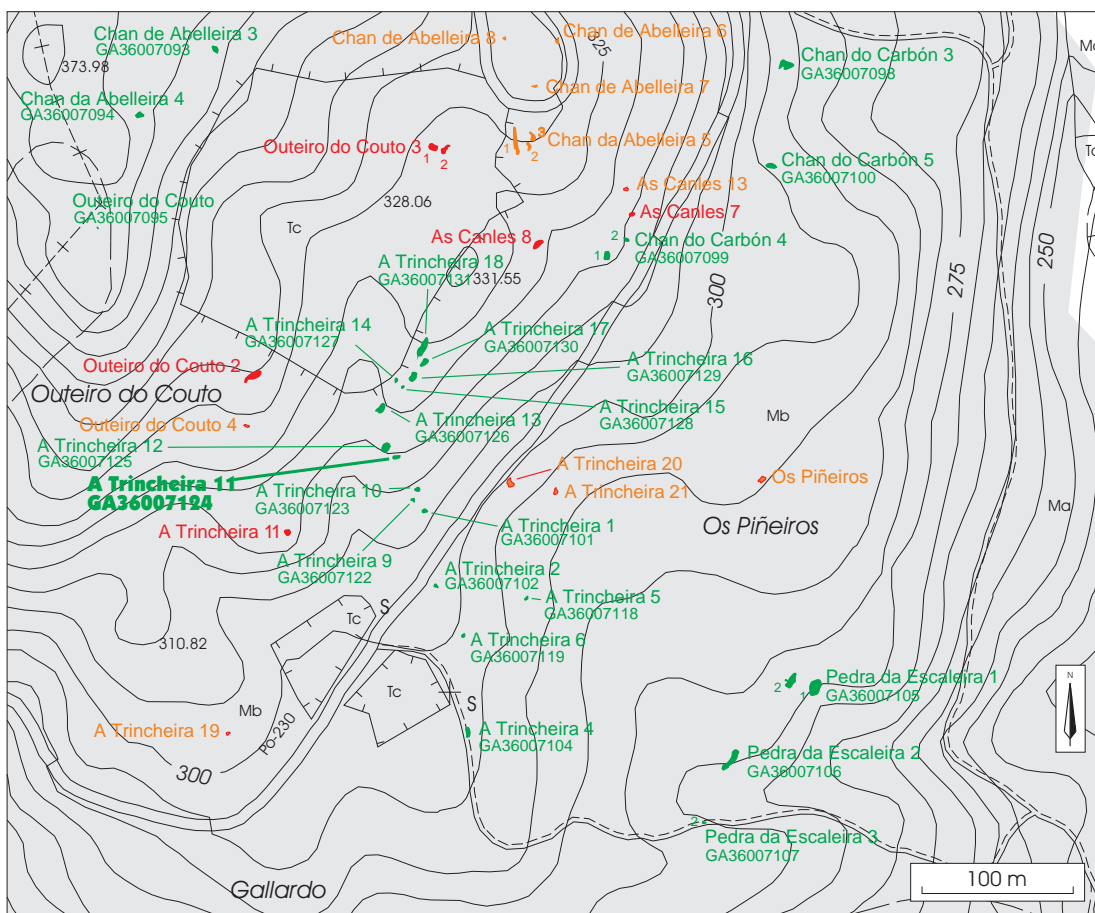 Chan de Abelleira 3
GA36007093
373.98
Chan da Abelleira 4
GA36007094
Chan de Abelleira 8
Chan de Abelleira 6
325
Chan de Abelleira 7
Chan do Carbón 3
GA36007098
Outeiro do Couto 3
1
2
1
2
3
Chan da Abelleira 5
Chan do Carbón 5
GA36007100
Outeiro do Couto
GA36007095
328.06
Tc
As Canles 13
As Canles 7
As Canles 8
2
Chan do Carbón 4
1
GA36007099
A Trincheira 18
GA36007131
331.55
300
275
250
A Trincheira 14
GA36007127
A Trincheira 17
GA36007130
A Trincheira 16
GA36007129
Outeiro do Couto 2
Outeiro do Couto
A Trincheira 15
GA36007128
Mb
Outeiro do Couto 4
A Trincheira 13
GA36007126
A Trincheira 12
GA36007125
A Trincheira 11
GA36007124
A Trincheira 20
A Trincheira 21
Os Piñeiros
A Trincheira 10
GA36007123
Ma
A Trincheira 11
A Trincheira 1
GA36007101
Os Piñeiros
A Trincheira 9
GA36007122
A Trincheira 2
GA36007102
A Trincheira 5
GA36007118
Tc
S
310.82
A Trincheira 6
GA36007119
Tc
S
2
1
Pedra da Escaleira 1
GA36007105
N
Mb
A Trincheira 19
Po-230
A Trincheira 4
GA36007104
300
Pedra da Escaleira 2
GA36007106
2
Pedra da Escaleira 3
GA36007107
Gallardo
100 m